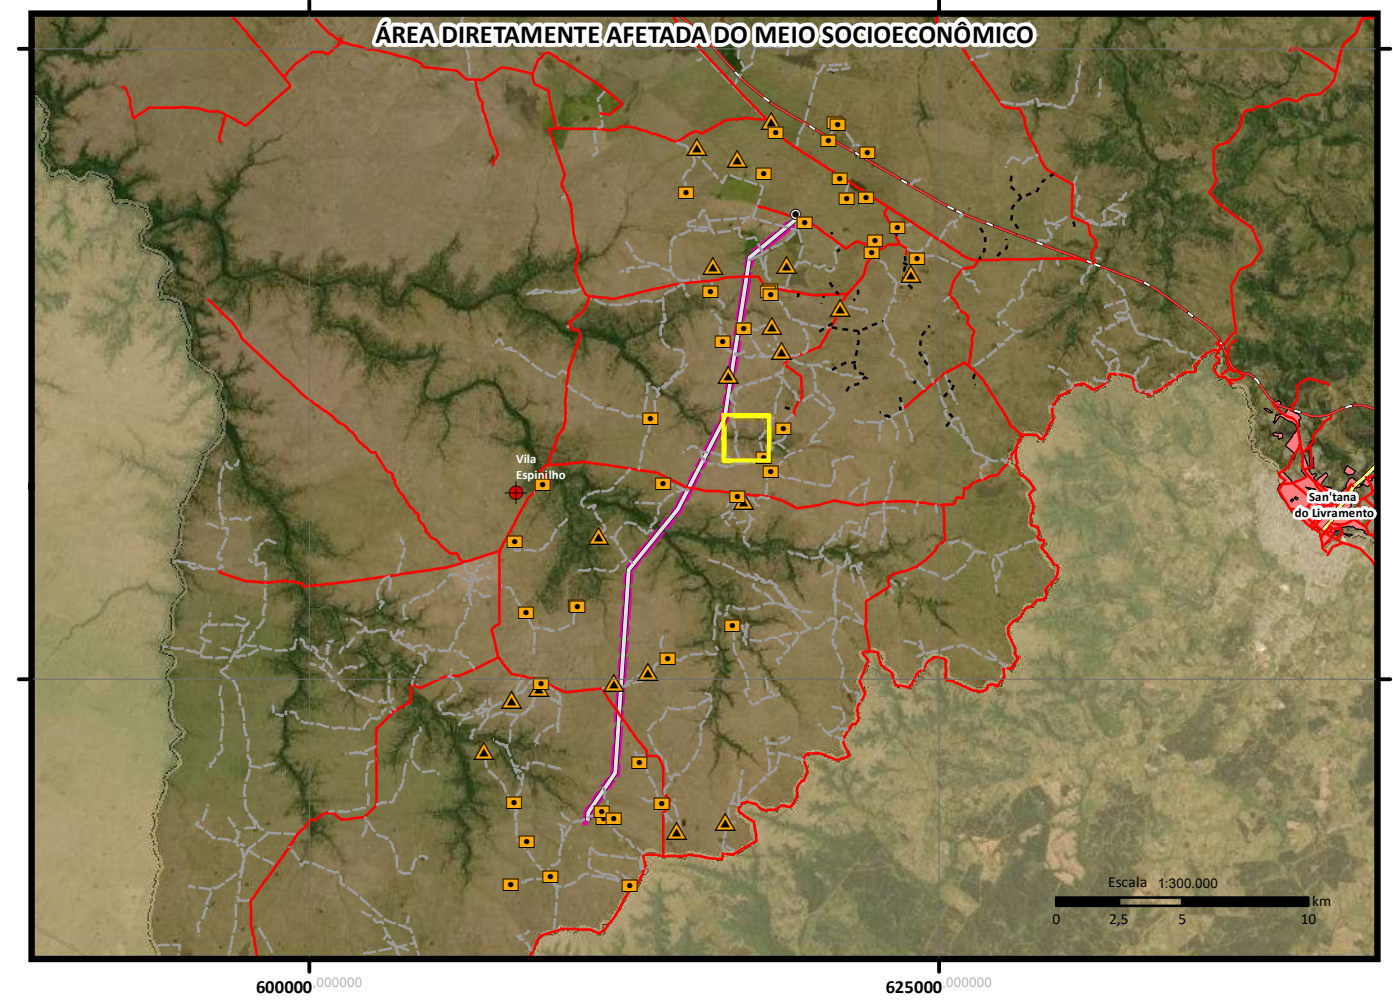 ÁREA DIRETAMENTE AFETADA DO MEIO SOCIOECONÔMICO
Vila
Espinilho
San'tana
do Livramento
Escala 1:300.000
km
0 2,5 5 10
600000,000000 625000,000000